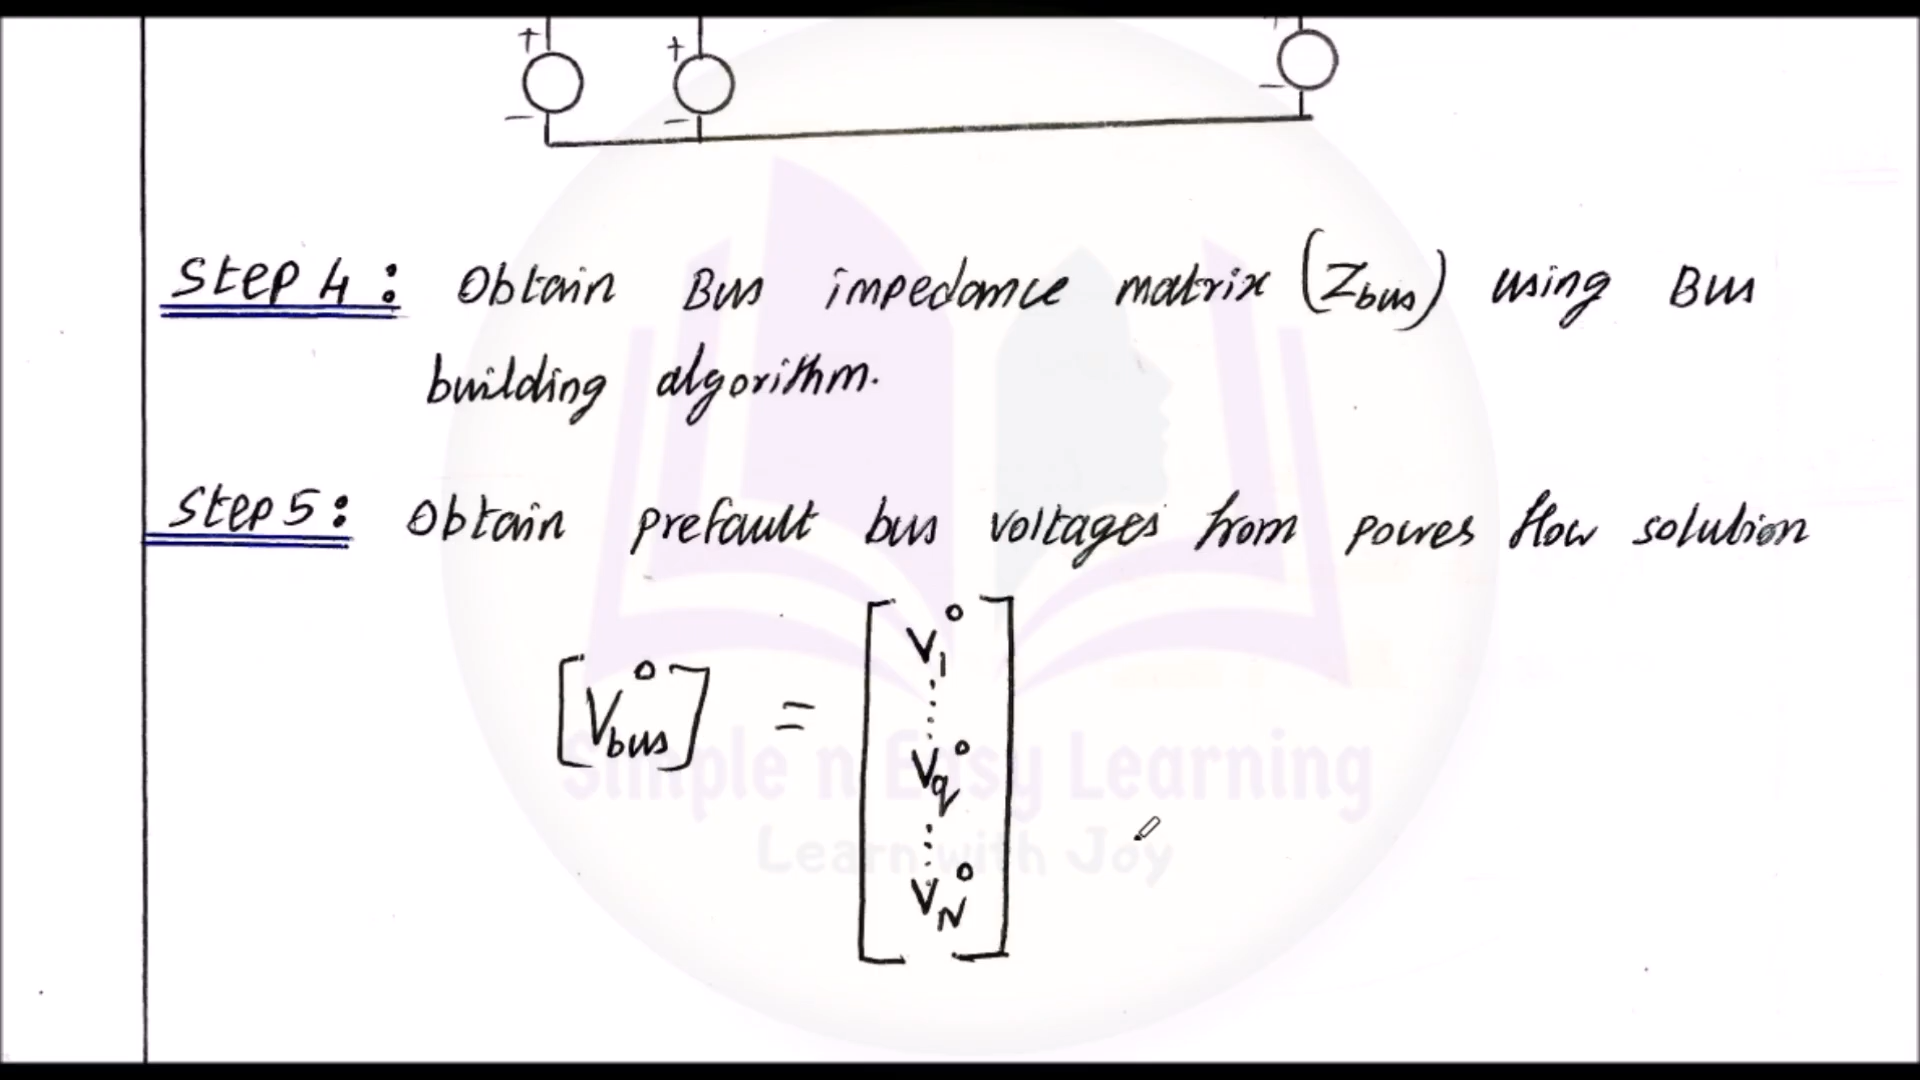 + + +
- - -
Step 4: Obtain Bus impedance matrix (Zbus) using Bus
building algorithm.
Step 5: Obtain prefault bus voltages from power flow solution
[V°bus] = [V₁° ⋮ Vq° ⋮ V_N°]
Simple n Easy Learning
Learn with Joy